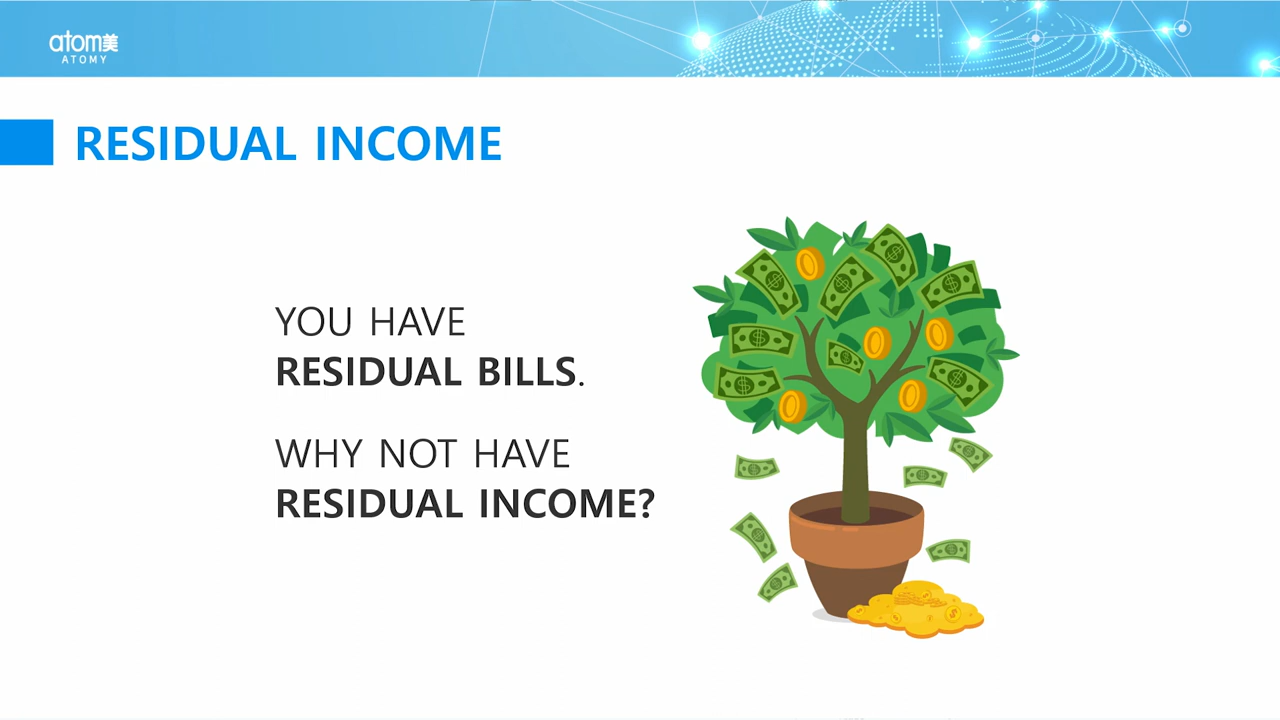 atom美
ATOMY
RESIDUAL INCOME
YOU HAVE
RESIDUAL BILLS.
WHY NOT HAVE
RESIDUAL INCOME?